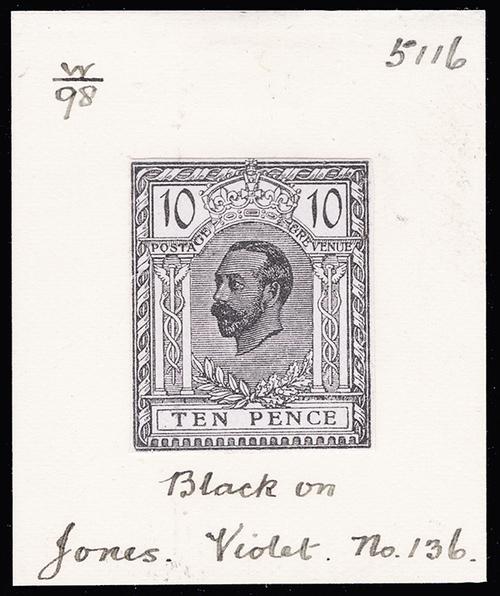 W/98
5116
10 10
POSTAGE REVENUE
TEN PENCE
Black on
Jones. Violet. No. 136.